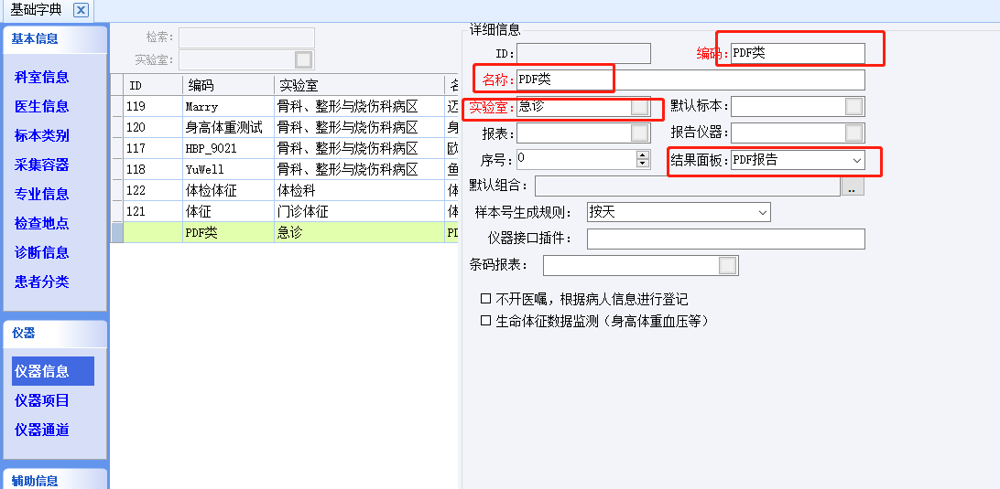 基础字典
基本信息
科室信息
医生信息
标本类别
采集容器
专业信息
检查地点
诊断信息
患者分类
仪器
仪器信息
仪器项目
仪器通道
辅助信息
检索:
实验室:
ID 编码 实验室 名
119 Marry 骨科、整形与烧伤科病区 迈
120 身高体重测试 骨科、整形与烧伤科病区 身
117 HBP_9021 骨科、整形与烧伤科病区 欧
118 YuWell 骨科、整形与烧伤科病区 鱼
122 体检体征 体检科 体
121 体征 门诊体征 体
PDF类 急诊 PD
详细信息
ID: 编码: PDF类
名称: PDF类
实验室: 急诊 默认标本:
报表: 报告仪器:
序号: 0 结果面板: PDF报告
默认组合: ..
样本号生成规则: 按天
仪器接口插件:
条码报表:
不开医嘱，根据病人信息进行登记
生命体征数据监测（身高体重血压等）